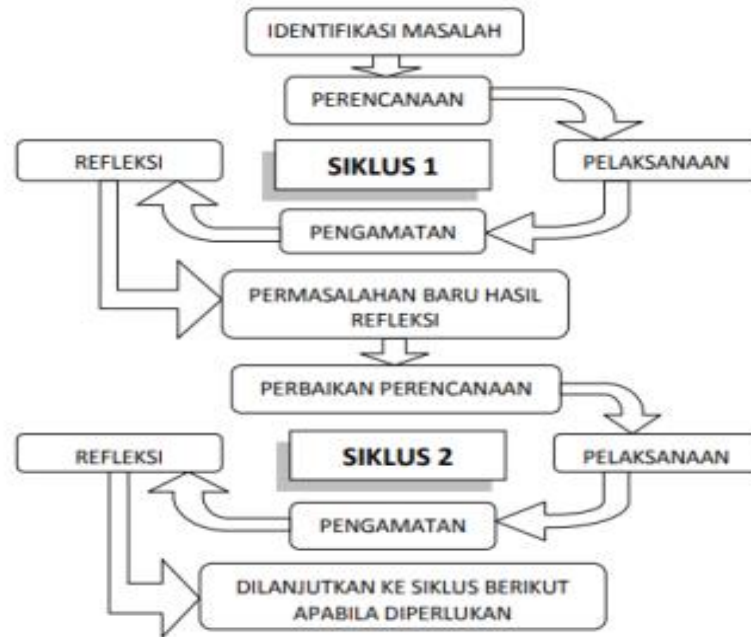 IDENTIFIKASI MASALAH
PERENCANAAN
REFLEKSI
SIKLUS 1
PELAKSANAAN
PENGAMATAN
PERMASALAHAN BARU HASIL
REFLEKSI
PERBAIKAN PERENCANAAN
REFLEKSI
SIKLUS 2
PELAKSANAAN
PENGAMATAN
DILANJUTKAN KE SIKLUS BERIKUT
APABILA DIPERLUKAN